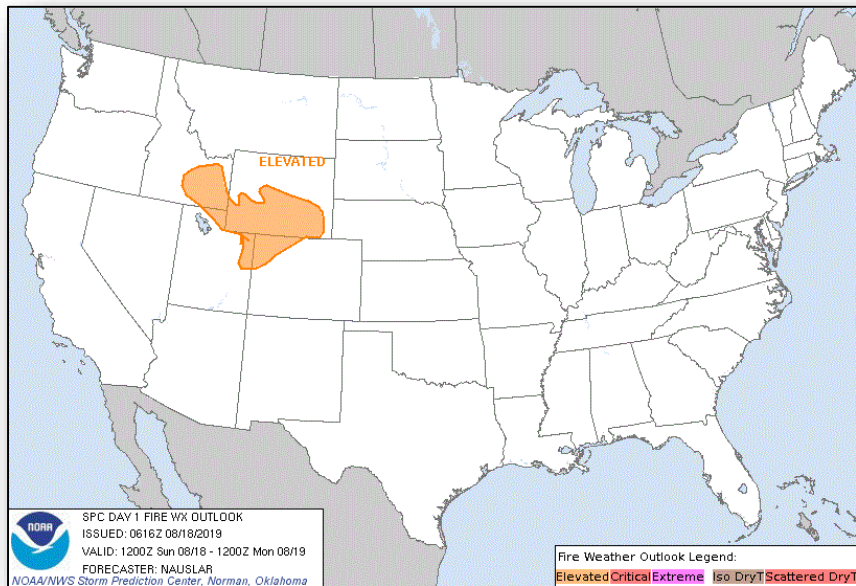 ELEVATED
SPC DAY 1 FIRE WX OUTLOOK
ISSUED: 0616Z 08/18/2019
VALID: 1200Z Sun 08/18 - 1200Z Mon 08/19
FORECASTER: NAUSLAR
NOAA/NWS Storm Prediction Center, Norman, Oklahoma
NOAA
Fire Weather Outlook Legend:
Elevated Critical Extreme Iso DryT Scattered DryT